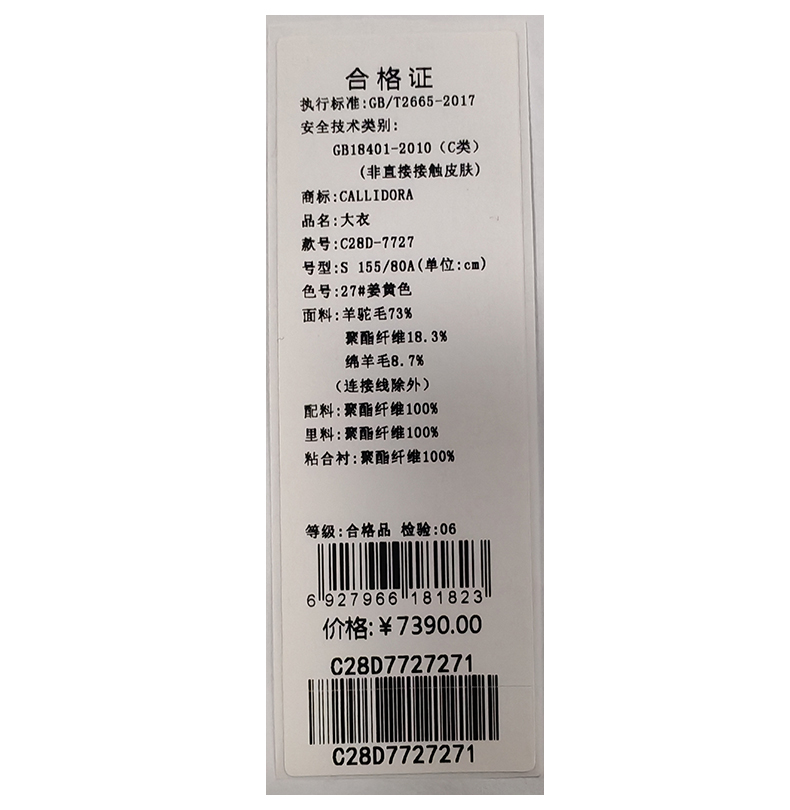 合格证
执行标准:GB/T2665-2017
安全技术类别:
GB18401-2010（C类）
(非直接接触皮肤)
商标:CALLIDORA
品名:大衣
款号:C28D-7727
号型:S 155/80A(单位:cm)
色号:27#姜黄色
面料:羊驼毛73%
聚酯纤维18.3%
绵羊毛8.7%
（连接线除外）
配料:聚酯纤维100%
里料:聚酯纤维100%
粘合衬:聚酯纤维100%
等级:合格品 检验:06
6 927966 181823
价格:￥7390.00
C28D7727271
C28D7727271